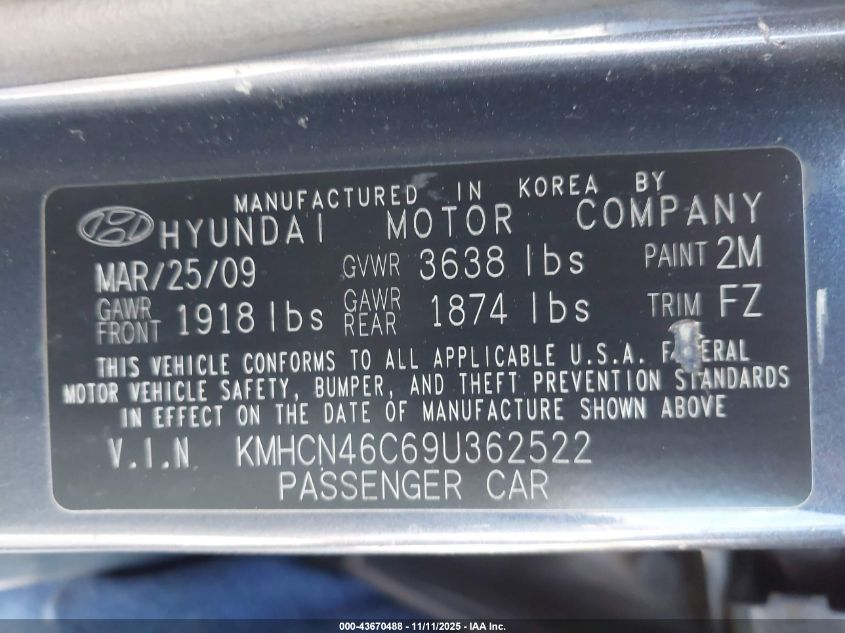 MANUFACTURED IN KOREA BY
HYUNDAI MOTOR COMPANY
MAR/25/09 GVWR 3638 lbs PAINT 2M
GAWR FRONT 1918 lbs GAWR REAR 1874 lbs TRIM FZ
THIS VEHICLE CONFORMS TO ALL APPLICABLE U.S.A. FEDERAL
MOTOR VEHICLE SAFETY, BUMPER, AND THEFT PREVENTION STANDARDS
IN EFFECT ON THE DATE OF MANUFACTURE SHOWN ABOVE
V.I.N KMHCN46C69U362522
PASSENGER CAR
000-43670488 - 11/11/2025 - IAA Inc.